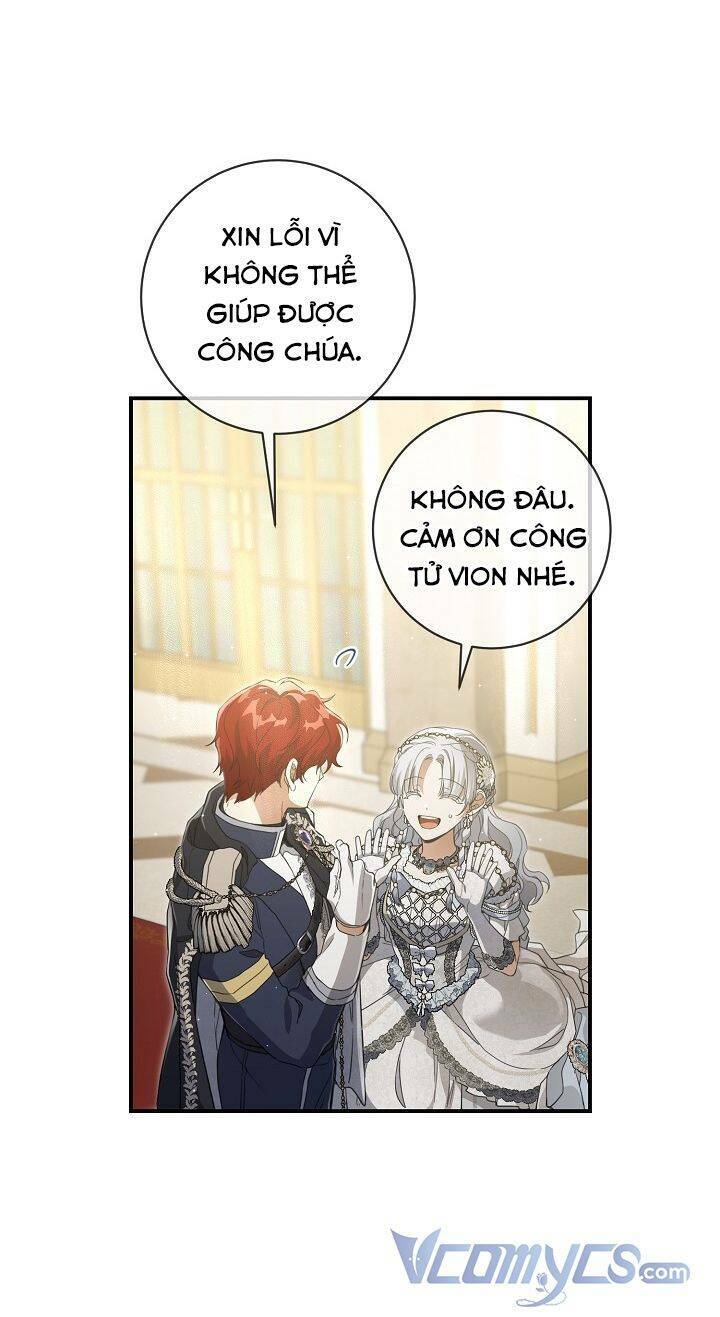 XIN LỖI VÌ
KHÔNG THỂ
GIÚP ĐƯỢC
CÔNG CHÚA.
KHÔNG ĐÂU.
CẢM ƠN CÔNG
TỬ VION NHÉ.
VCOMYCS.com